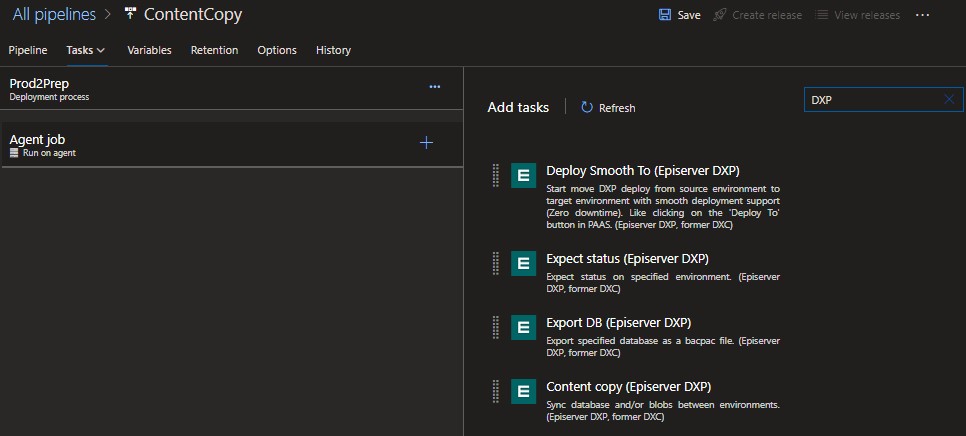 All pipelines > ContentCopy
Save Create release View releases ...
Pipeline Tasks Variables Retention Options History
Prod2Prep
Deployment process
Agent job
Run on agent
Add tasks | Refresh
DXP
E
Deploy Smooth To (Episerver DXP)
Start move DXP deploy from source environment to
target environment with smooth deployment support
(Zero downtime). Like clicking on the 'Deploy To'
button in PAAS. (Episerver DXP, former DXC)
E
Expect status (Episerver DXP)
Expect status on specified environment. (Episerver
DXP, former DXC)
E
Export DB (Episerver DXP)
Export specified database as a bacpac file. (Episerver
DXP, former DXC)
E
Content copy (Episerver DXP)
Sync database and/or blobs between environments.
(Episerver DXP, former DXC)